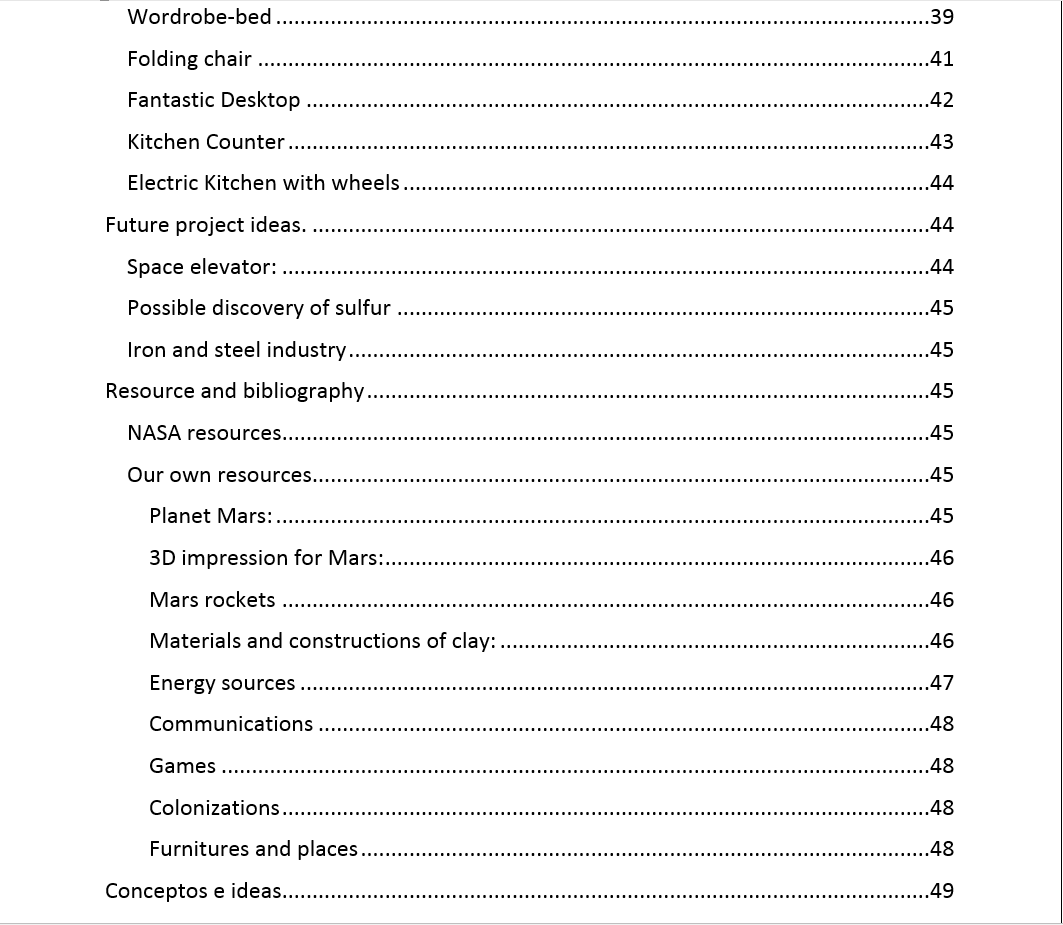 Wordrobe-bed ........................................................................39
Folding chair ........................................................................41
Fantastic Desktop ........................................................................42
Kitchen Counter ........................................................................43
Electric Kitchen with wheels ........................................................................44
Future project ideas. ........................................................................44
Space elevator: ........................................................................44
Possible discovery of sulfur ........................................................................45
Iron and steel industry ........................................................................45
Resource and bibliography ........................................................................45
NASA resources ........................................................................45
Our own resources ........................................................................45
Planet Mars: ........................................................................45
3D impression for Mars: ........................................................................46
Mars rockets ........................................................................46
Materials and constructions of clay: ........................................................................46
Energy sources ........................................................................47
Communications ........................................................................48
Games ........................................................................48
Colonizations ........................................................................48
Furnitures and places ........................................................................48
Conceptos e ideas ........................................................................49